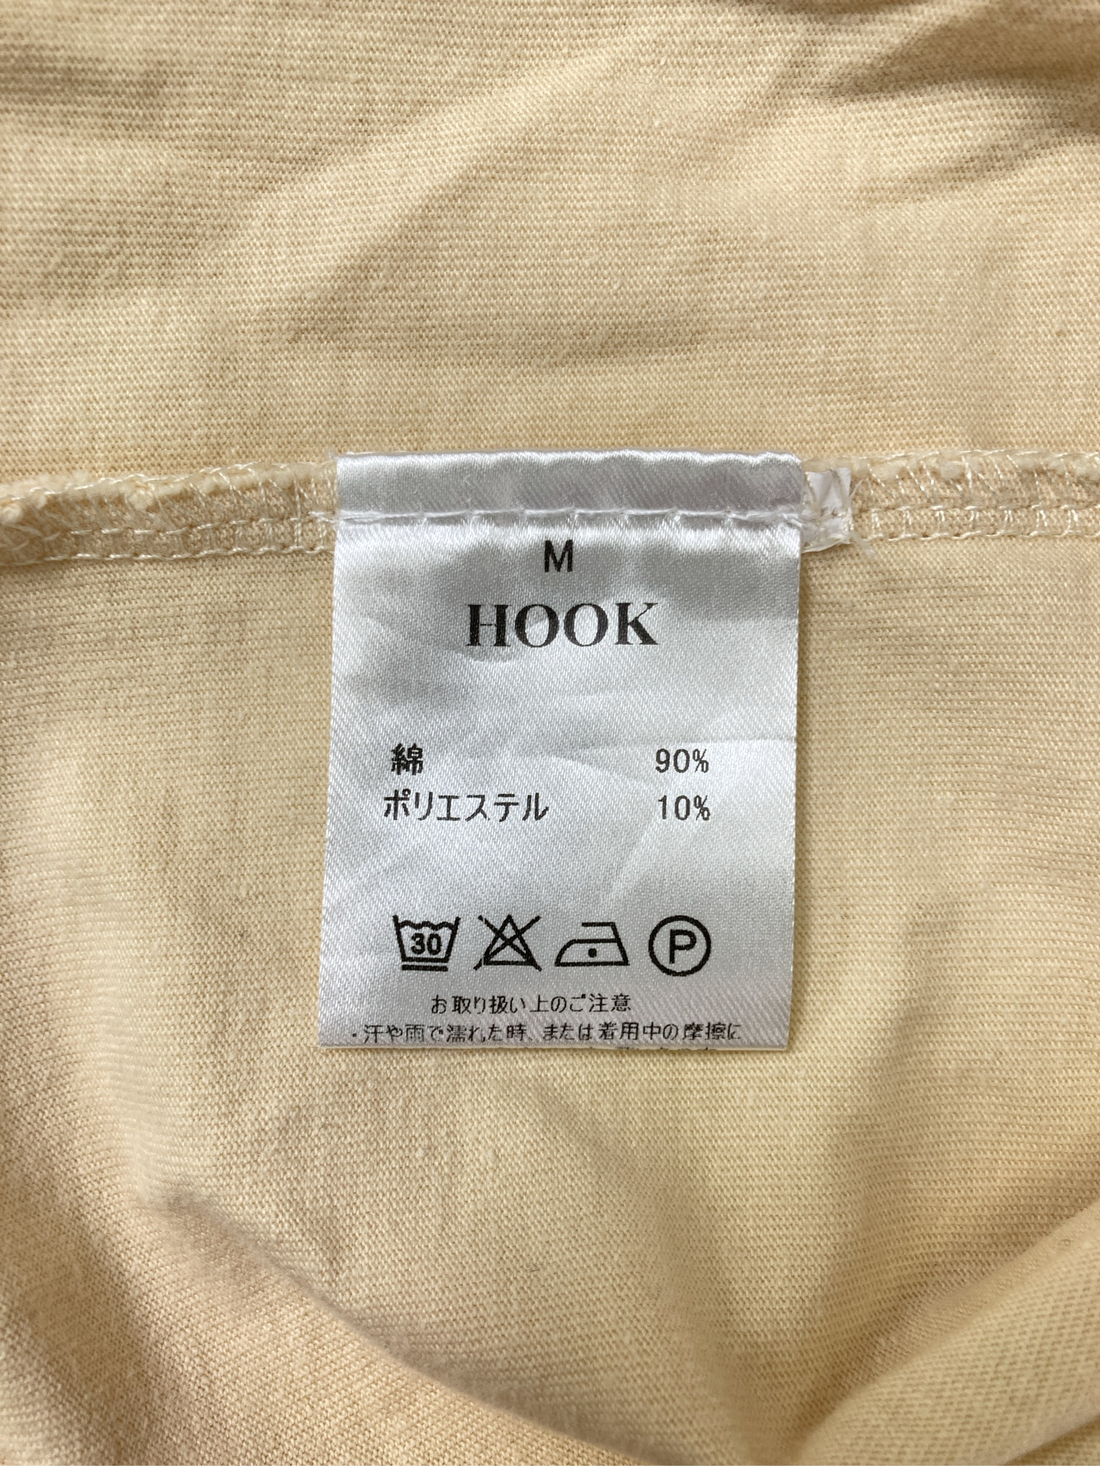 M
HOOK
綿 90%
ポリエステル 10%
30 P
お取り扱い上のご注意
・汗や雨で濡れた時、または着用中の摩擦に